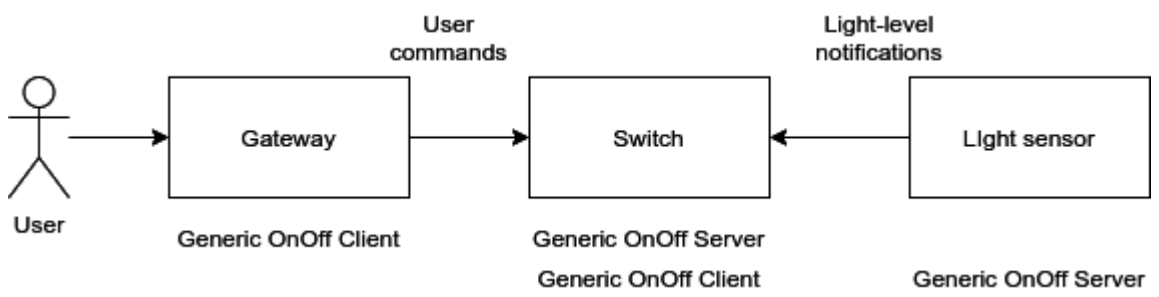 User
commands
Light-level
notifications
Gateway
Switch
LIght sensor
User
Generic OnOff Client
Generic OnOff Server
Generic OnOff Client
Generic OnOff Server